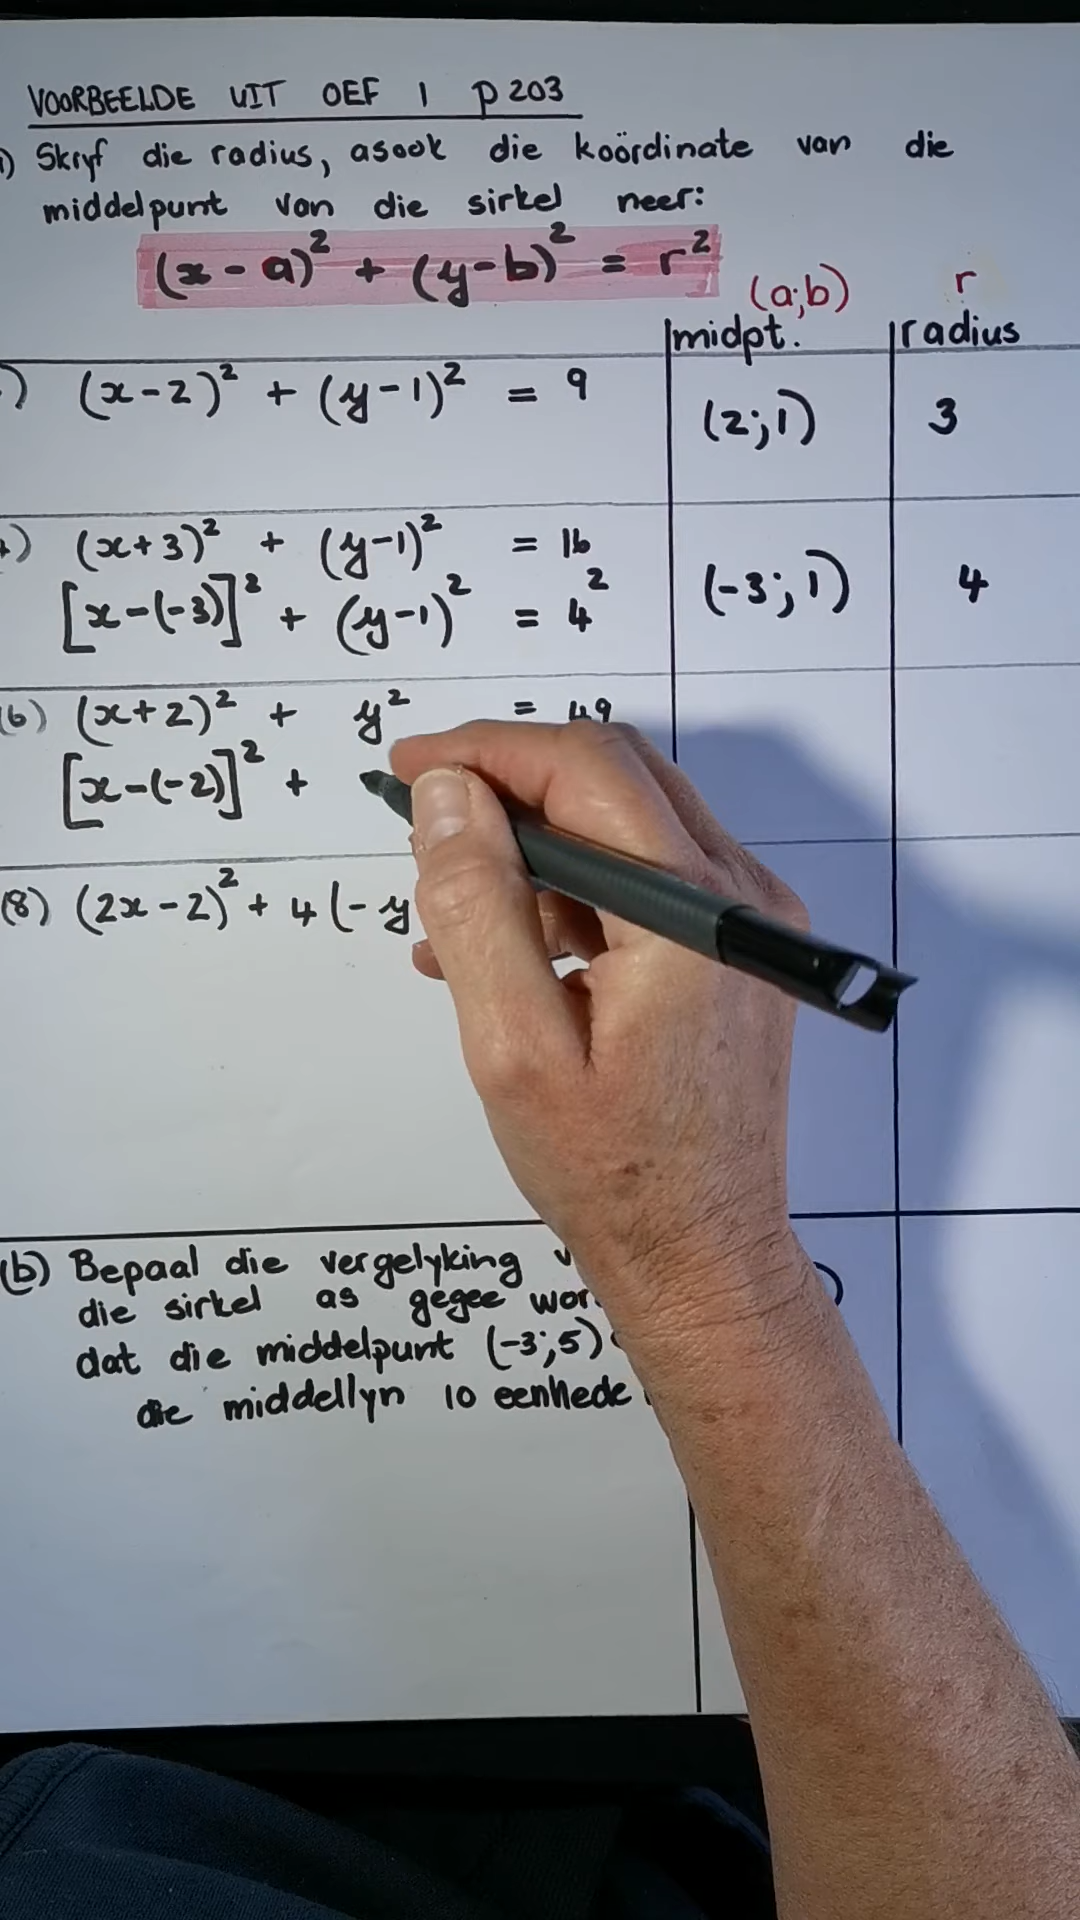 VOORBEELDE UIT OEF 1 p 203
) Skryf die radius, asook die koördinate van die
middelpunt van die sirkel neer:
(x - a)² + (y - b)² = r²
(a;b) r
midpt. radius
) (x - 2)² + (y - 1)² = 9 (2;1) 3
) (x + 3)² + (y - 1)² = 16
[x - (-3)]² + (y - 1)² = 4² (-3;1) 4
(6) (x + 2)² + y² = 49
[x - (-2)]² +
(8) (2x - 2)² + 4 (- y
(b) Bepaal die vergelyking
die sirkel as gegee
dat die middelpunt (-3;5)
die middellyn 10 eenhede